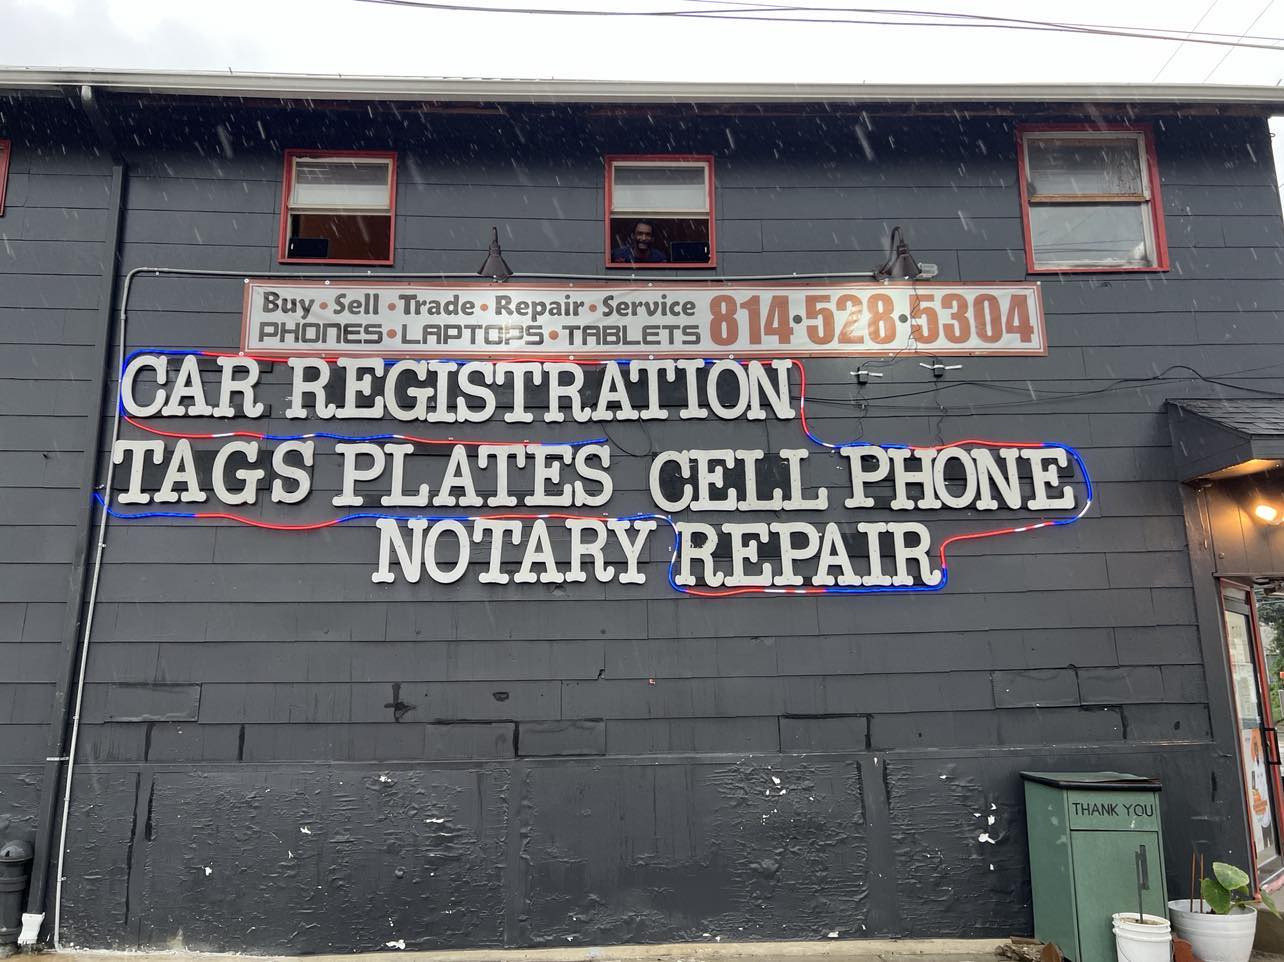 Buy • Sell • Trade • Repair • Service
PHONES • LAPTOPS • TABLETS
814•528•5304
CAR REGISTRATION
TAGS PLATES CELL PHONE
NOTARY REPAIR
THANK YOU